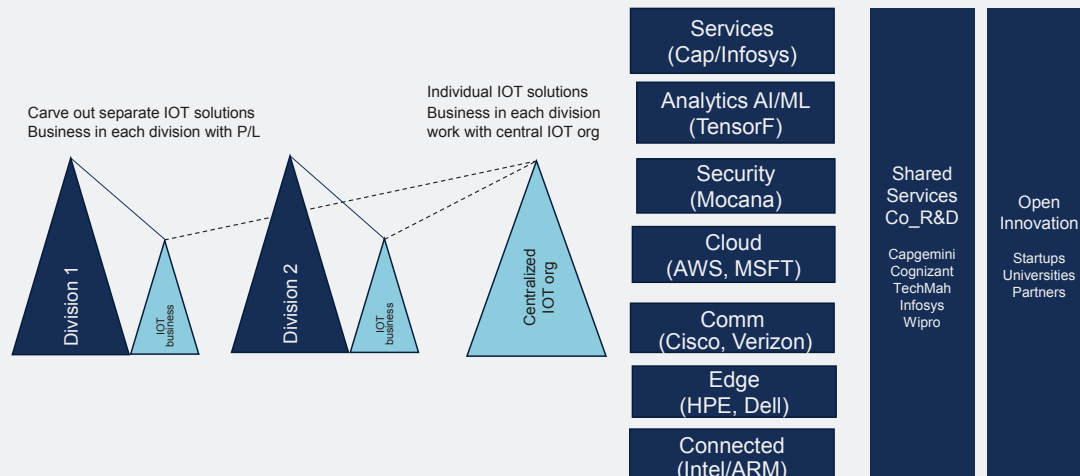 Carve out separate IOT solutions
Business in each division with P/L
Individual IOT solutions
Business in each division
work with central IOT org
Division 1
IOT
business
Division 2
IOT
business
Centralized
IOT org
Services
(Cap/Infosys)
Analytics AI/ML
(TensorF)
Security
(Mocana)
Cloud
(AWS, MSFT)
Comm
(Cisco, Verizon)
Edge
(HPE, Dell)
Connected
(Intel/ARM)
Shared
Services
Co_R&D
Capgemini
Cognizant
TechMah
Infosys
Wipro
Open
Innovation
Startups
Universities
Partners